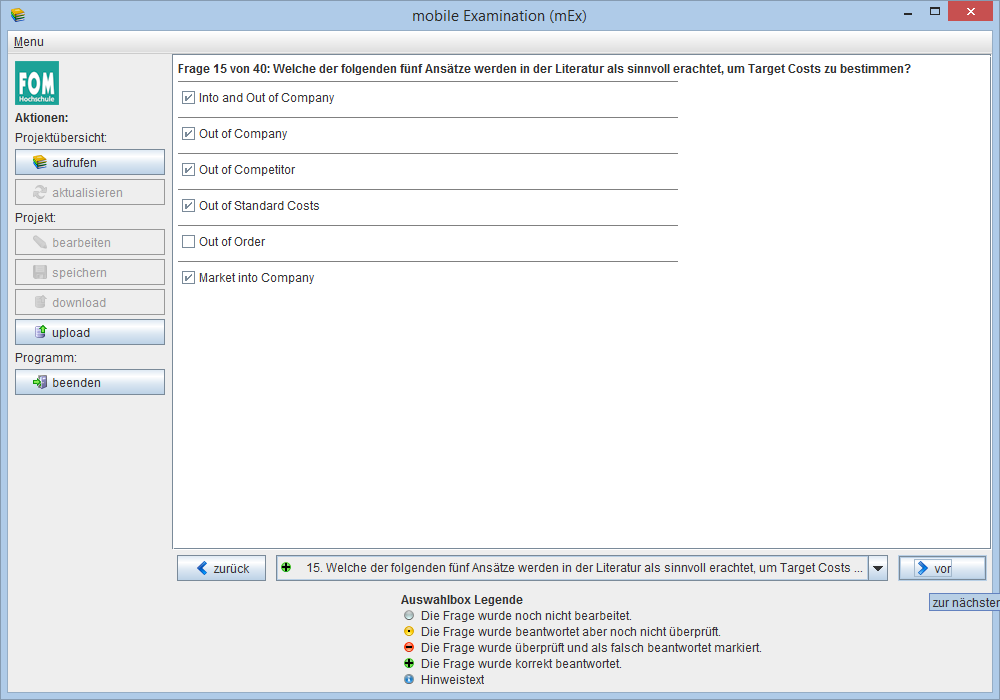 mobile Examination (mEx)
Menu
FOM
Hochschule
Aktionen:
Projektübersicht:
aufrufen
aktualisieren
Projekt:
bearbeiten
speichern
download
upload
Programm:
beenden
Frage 15 von 40: Welche der folgenden fünf Ansätze werden in der Literatur als sinnvoll erachtet, um Target Costs zu bestimmen?
Into and Out of Company
Out of Company
Out of Competitor
Out of Standard Costs
Out of Order
Market into Company
zurück
15. Welche der folgenden fünf Ansätze werden in der Literatur als sinnvoll erachtet, um Target Costs ...
vor
zur nächster
Auswahlbox Legende
Die Frage wurde noch nicht bearbeitet.
Die Frage wurde beantwortet aber noch nicht überprüft.
Die Frage wurde überprüft und als falsch beantwortet markiert.
Die Frage wurde korrekt beantwortet.
Hinweistext